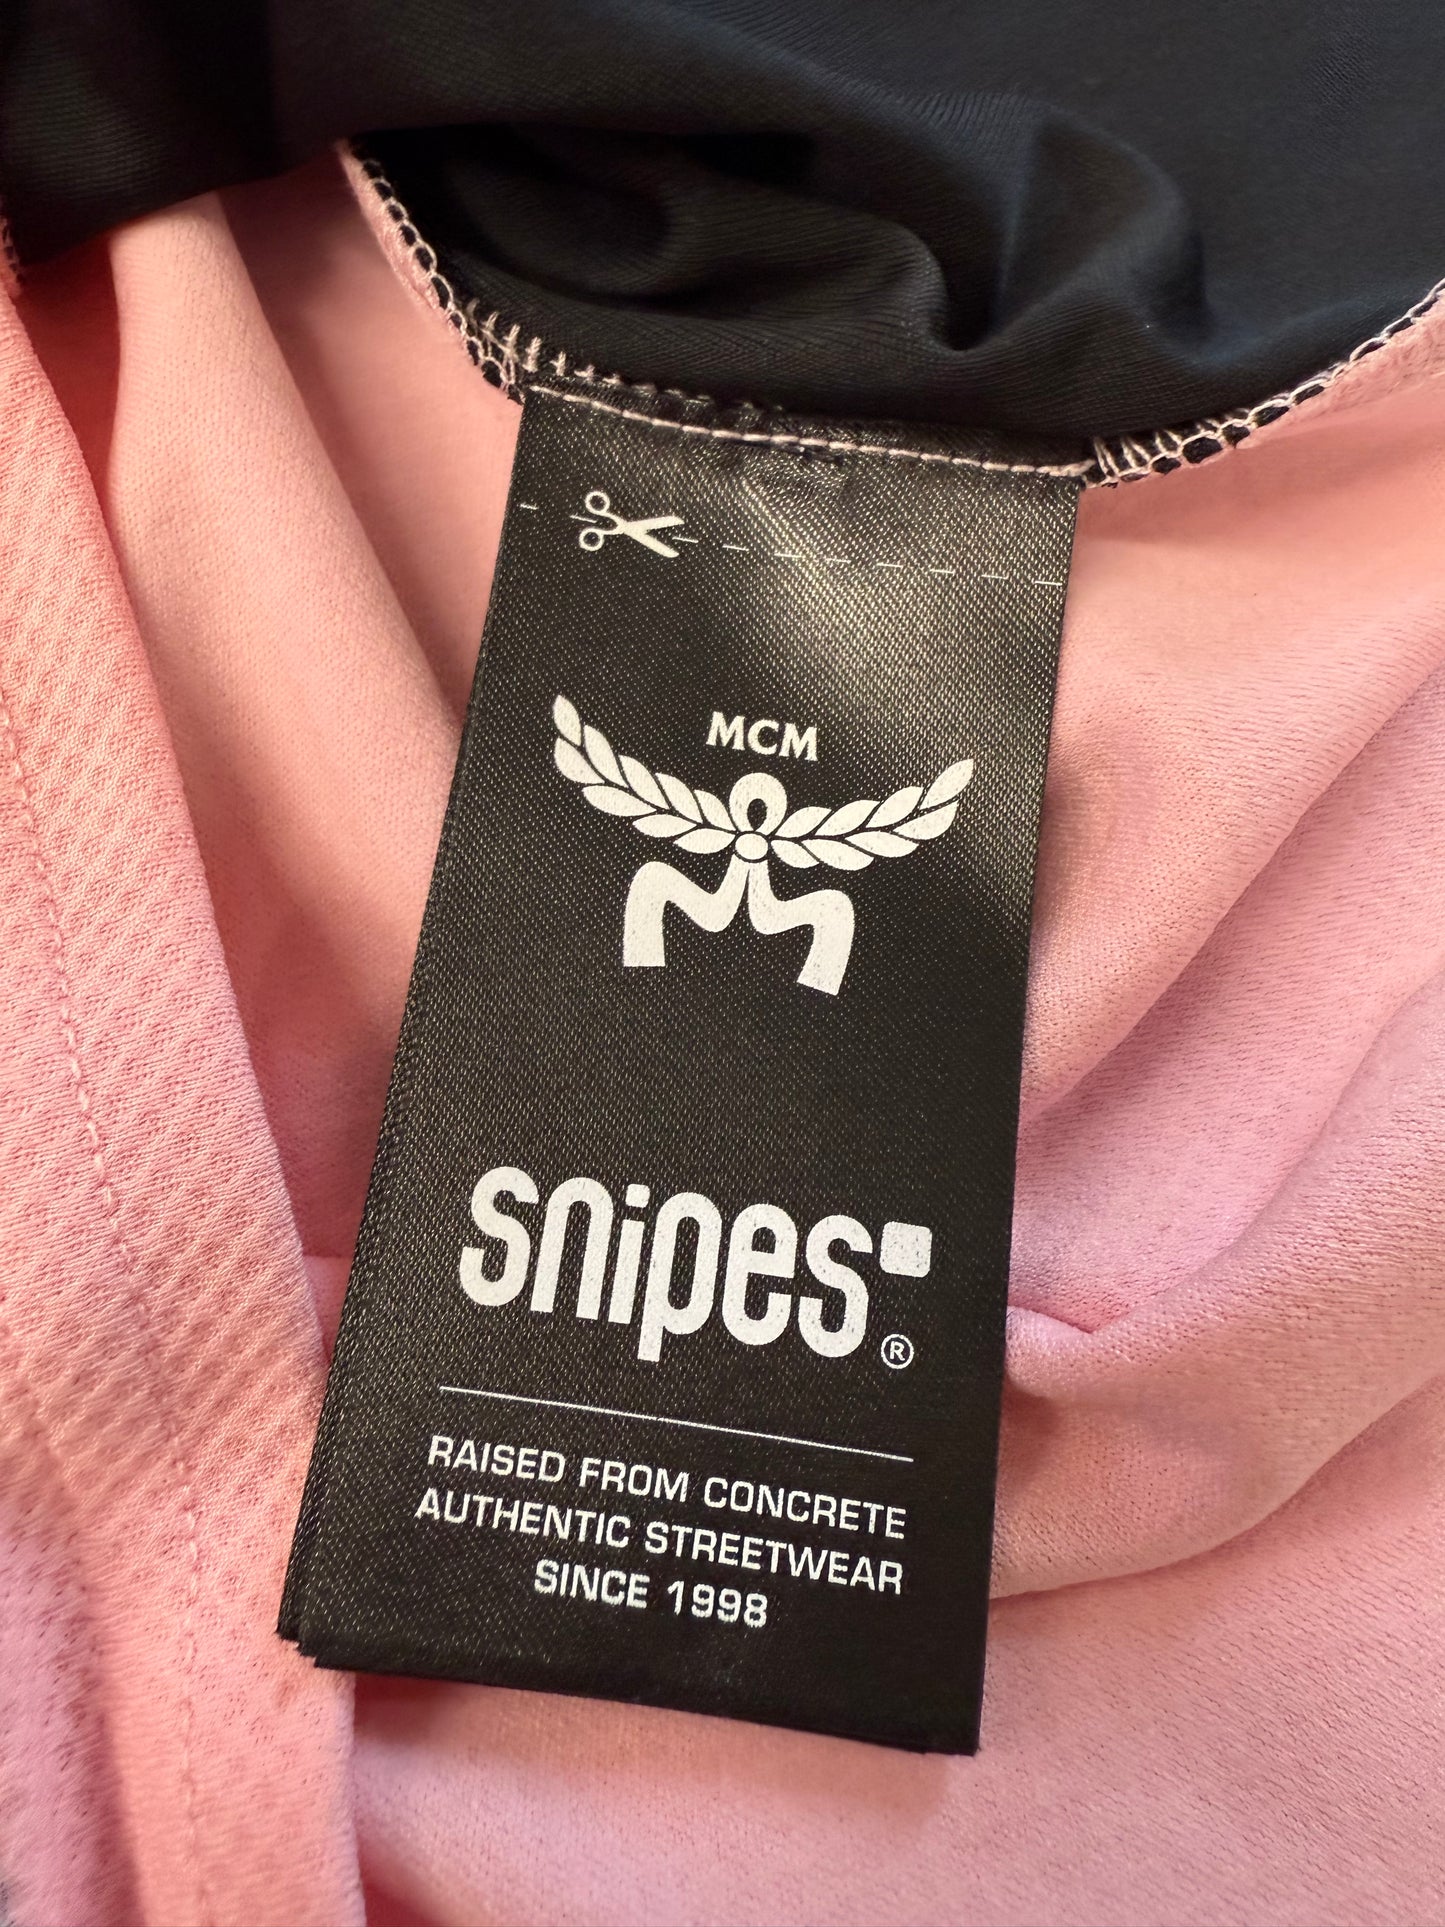 MCM
snipes®
RAISED FROM CONCRETE
AUTHENTIC STREETWEAR
SINCE 1998